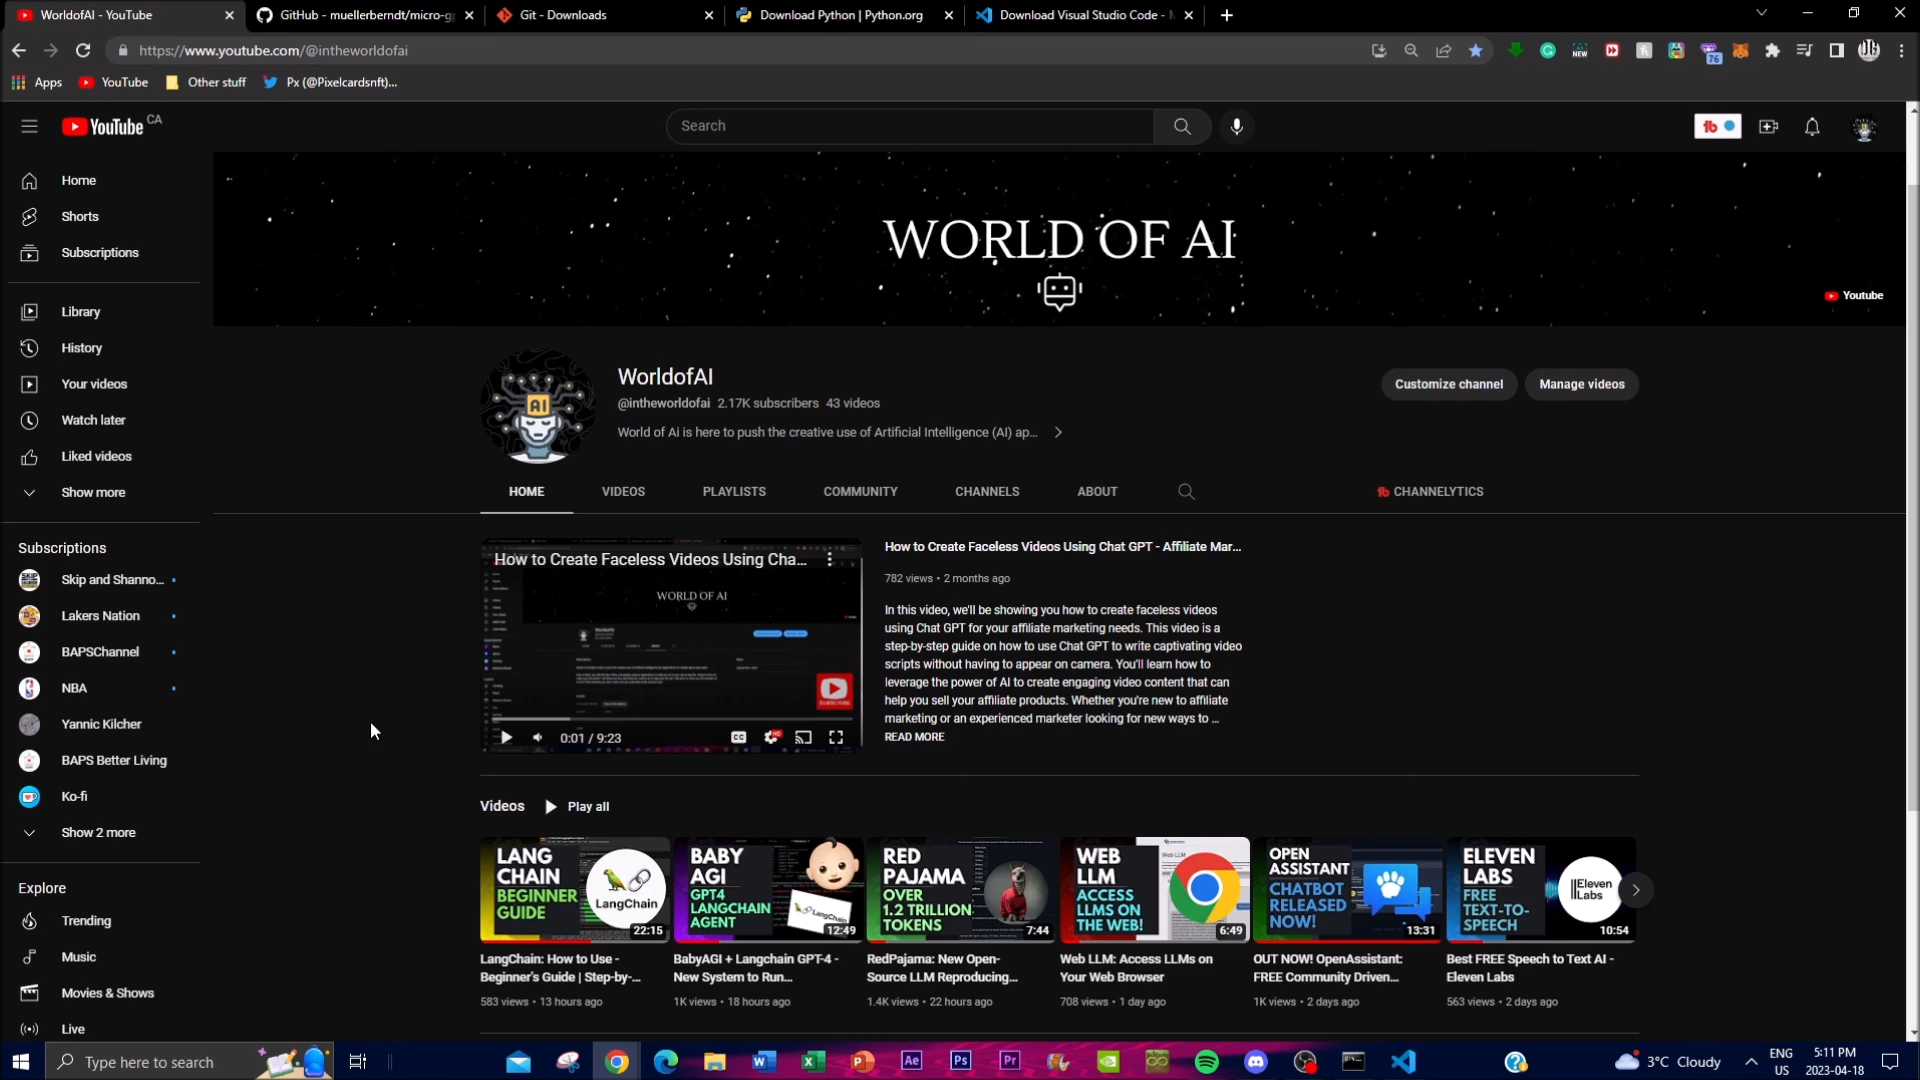 WorldofAI - YouTube
GitHub - muellerberndt/micro-gp
Git - Downloads
Download Python | Python.org
Download Visual Studio Code -
https://www.youtube.com/@intheworldofai
NEW
76
Apps
YouTube
Other stuff
Px (@Pixelcardsnft)...
YouTube CA
Search
Home
Shorts
Subscriptions
Library
History
Your videos
Watch later
Liked videos
Show more
Subscriptions
Skip and Shanno...
Lakers Nation
BAPSChannel
NBA
Yannic Kilcher
BAPS Better Living
Ko-fi
Show 2 more
Explore
Trending
Music
Movies & Shows
Live
WORLD OF AI
Youtube
AI
WorldofAI
@intheworldofai 2.17K subscribers 43 videos
World of Ai is here to push the creative use of Artificial Intelligence (AI) ap...
Customize channel
Manage videos
HOME
VIDEOS
PLAYLISTS
COMMUNITY
CHANNELS
ABOUT
CHANNELYTICS
How to Create Faceless Videos Using Cha...
WORLD OF AI
0:01 / 9:23
How to Create Faceless Videos Using Chat GPT - Affiliate Mar...
782 views • 2 months ago
In this video, we'll be showing you how to create faceless videos
using Chat GPT for your affiliate marketing needs. This video is a
step-by-step guide on how to use Chat GPT to write captivating video
scripts without having to appear on camera. You'll learn how to
leverage the power of AI to create engaging video content that can
help you sell your affiliate products. Whether you're new to affiliate
marketing or an experienced marketer looking for new ways to ...
READ MORE
Videos
Play all
LANG
CHAIN
BEGINNER
GUIDE
LangChain
22:15
LangChain: How to Use -
Beginner's Guide | Step-by-...
583 views • 13 hours ago
BABY
AGI
GPT4
LANGCHAIN
AGENT
LangChain
12:49
BabyAGI + Langchain GPT-4 -
New System to Run...
1K views • 18 hours ago
RED
PAJAMA
OVER
1.2 TRILLION
TOKENS
7:44
RedPajama: New Open-
Source LLM Reproducing...
1.4K views • 22 hours ago
WEB
LLM
ACCESS
LLMS ON
THE WEB!
6:49
Web LLM: Access LLMs on
Your Web Browser
708 views • 1 day ago
OPEN
ASSISTANT
CHATBOT
RELEASED
NOW!
13:31
OUT NOW! OpenAssistant:
FREE Community Driven...
1K views • 2 days ago
ELEVEN
LABS
FREE
TEXT-TO-
SPEECH
IIEleven
Labs
10:54
Best FREE Speech to Text AI -
Eleven Labs
563 views • 2 days ago
Type here to search
Ae
Ps
Pr
3°C Cloudy
ENG
US
5:11 PM
2023-04-18